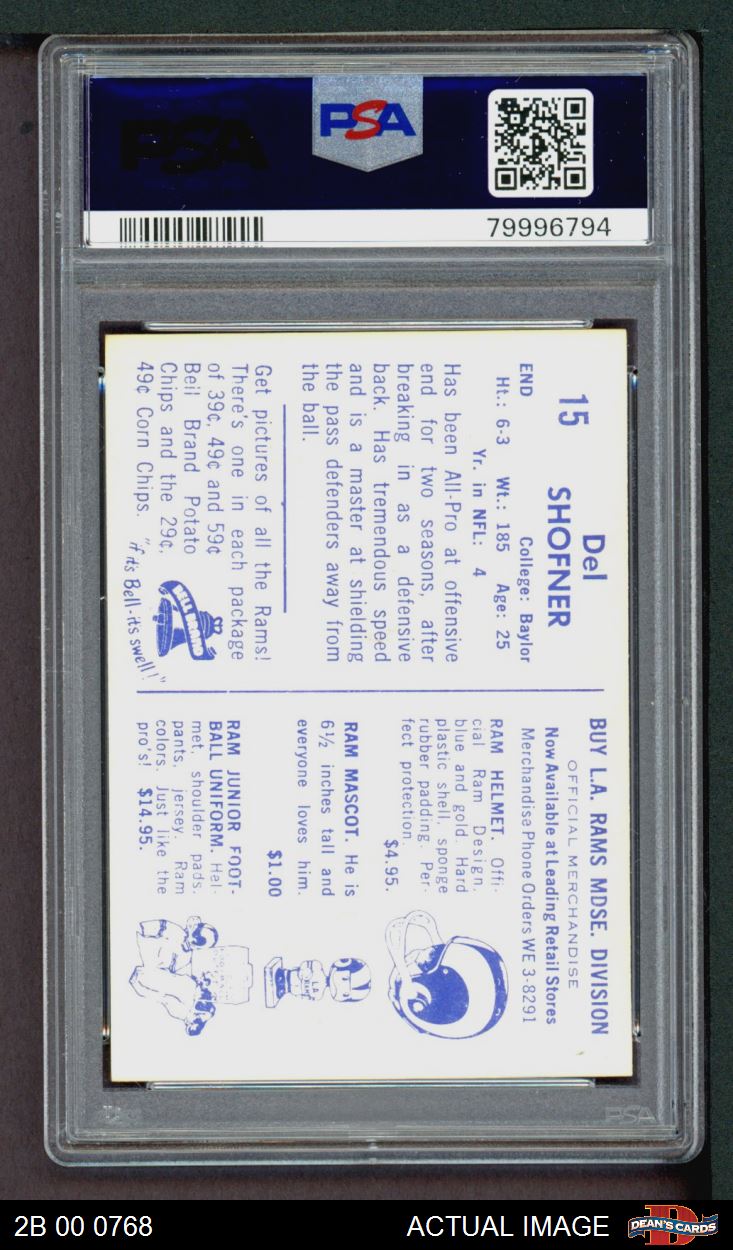 PSA
PSA
79996794
15
Del
SHOFNER
END
College: Baylor
Ht.: 6-3 Wt.: 185 Age: 25
Yr. in NFL: 4
Has been All-Pro at offensive
end for two seasons, after
breaking in as a defensive
back. Has tremendous speed
and is a master at shielding
the pass defenders away from
the ball.
Get pictures of all the Rams!
There's one in each package
of 39¢, 49¢ and 59¢
Bell Brand Potato
Chips and the 29¢,
49¢ Corn Chips.
BELL BRAND
"if it's Bell-it's swell!"
BUY L.A. RAMS MDSE. DIVISION
OFFICIAL MERCHANDISE
Now Available at Leading Retail Stores
Merchandise Phone Orders WE 3-8291
RAM HELMET. Offi-
cial Ram Design,
blue and gold. Hard
plastic shell, sponge
rubber padding. Per-
fect protection.
$4.95.
RAM MASCOT. He is
6½ inches tall and
everyone loves him.
$1.00
LA
RAMS
RAM JUNIOR FOOT-
BALL UNIFORM. Hel-
met, shoulder pads,
pants, jersey. Ram
colors. Just like the
pro's! $14.95.
PSA
2B 00 0768
ACTUAL IMAGE
D
DEAN'S CARDS